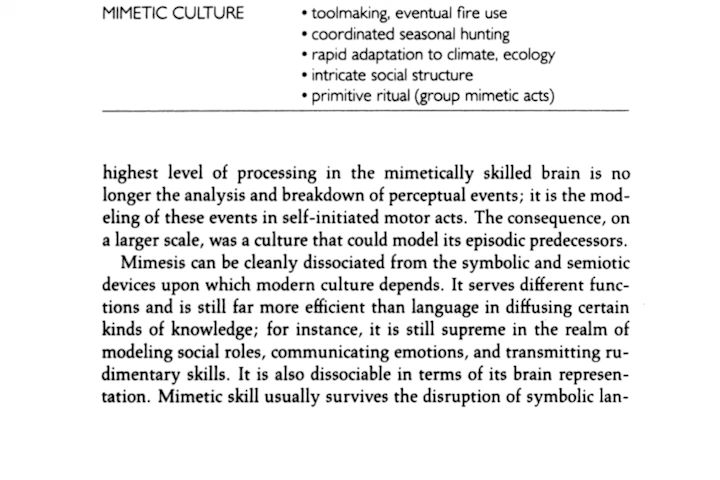 MIMETIC CULTURE • toolmaking, eventual fire use
• coordinated seasonal hunting
• rapid adaptation to climate, ecology
• intricate social structure
• primitive ritual (group mimetic acts)
highest level of processing in the mimetically skilled brain is no
longer the analysis and breakdown of perceptual events; it is the mod-
eling of these events in self-initiated motor acts. The consequence, on
a larger scale, was a culture that could model its episodic predecessors.
Mimesis can be cleanly dissociated from the symbolic and semiotic
devices upon which modern culture depends. It serves different func-
tions and is still far more efficient than language in diffusing certain
kinds of knowledge; for instance, it is still supreme in the realm of
modeling social roles, communicating emotions, and transmitting ru-
dimentary skills. It is also dissociable in terms of its brain represen-
tation. Mimetic skill usually survives the disruption of symbolic lan-